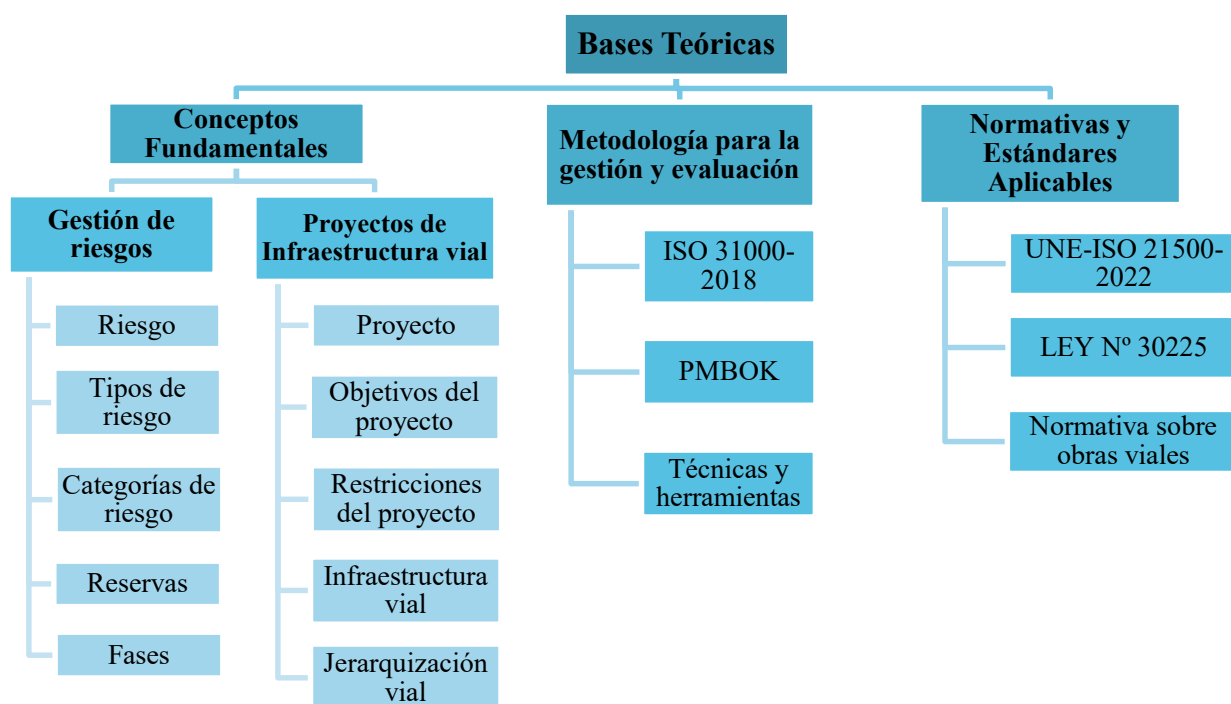 Bases Teóricas
Conceptos
Fundamentales
Gestión de
riesgos
Riesgo
Tipos de
riesgo
Categorías de
riesgo
Reservas
Fases
Proyectos de
Infraestructura vial
Proyecto
Objetivos del
proyecto
Restricciones
del proyecto
Infraestructura
vial
Jerarquización
vial
Metodología para la
gestión y evaluación
ISO 31000-
2018
PMBOK
Técnicas y
herramientas
Normativas y
Estándares
Aplicables
UNE-ISO 21500-
2022
LEY Nº 30225
Normativa sobre
obras viales